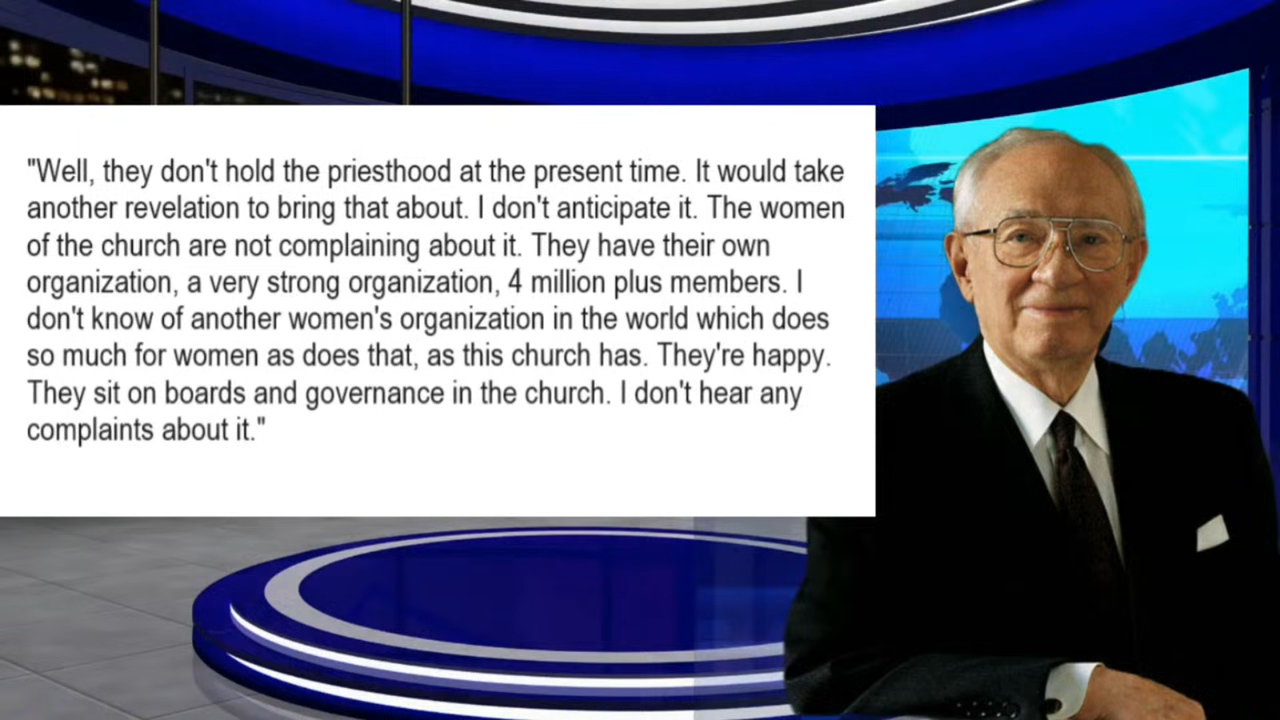 "Well, they don't hold the priesthood at the present time. It would take
another revelation to bring that about. I don't anticipate it. The women
of the church are not complaining about it. They have their own
organization, a very strong organization, 4 million plus members. I
don't know of another women's organization in the world which does
so much for women as does that, as this church has. They're happy.
They sit on boards and governance in the church. I don't hear any
complaints about it."